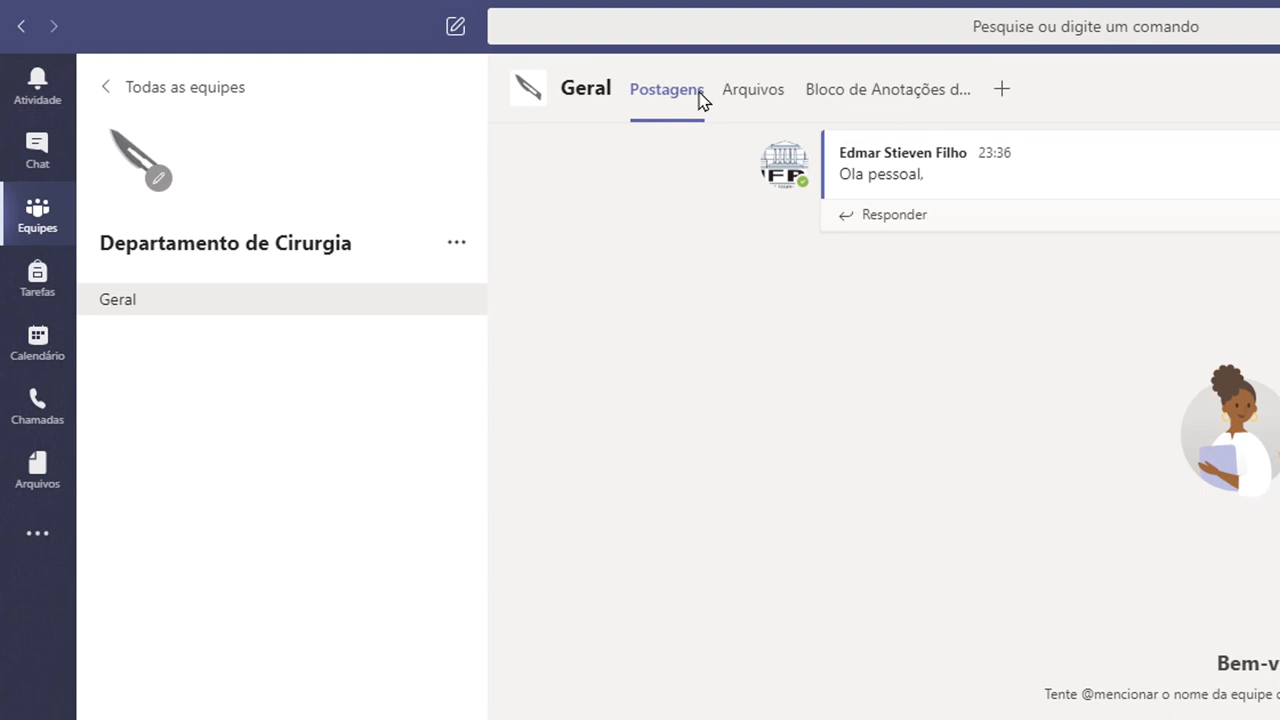 Pesquise ou digite um comando
Atividade
Chat
Equipes
Tarefas
Calendário
Chamadas
Arquivos
Todas as equipes
Departamento de Cirurgia
Geral
Geral Postagens Arquivos Bloco de Anotações d...
Edmar Stieven Filho 23:36
Ola pessoal,
Responder
Bem-v
Tente @mencionar o nome da equipe